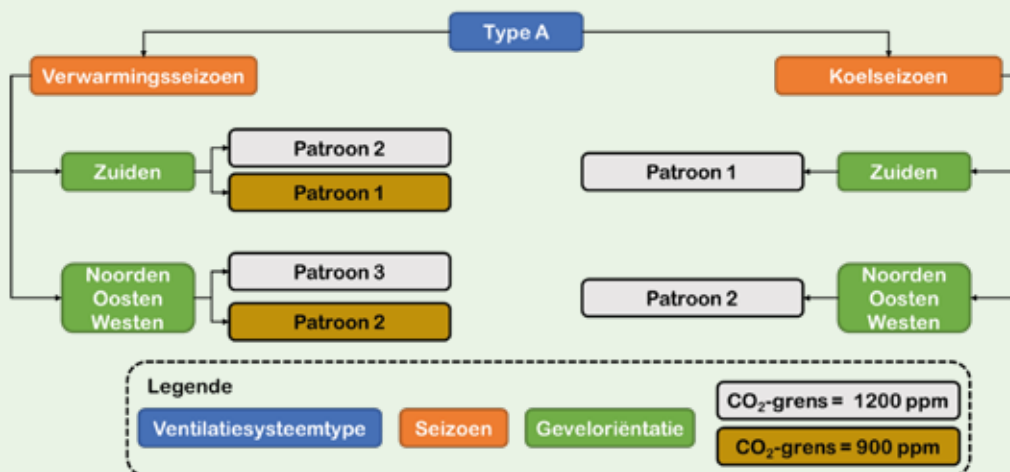 Type A
Verwarmingsseizoen
Koelseizoen
Zuiden
Patroon 2
Patroon 1
Patroon 1
Zuiden
Noorden
Oosten
Westen
Patroon 3
Patroon 2
Patroon 2
Noorden
Oosten
Westen
Legende
Ventilatiesysteemtype
Seizoen
Geveloriëntatie
CO₂-grens = 1200 ppm
CO₂-grens = 900 ppm